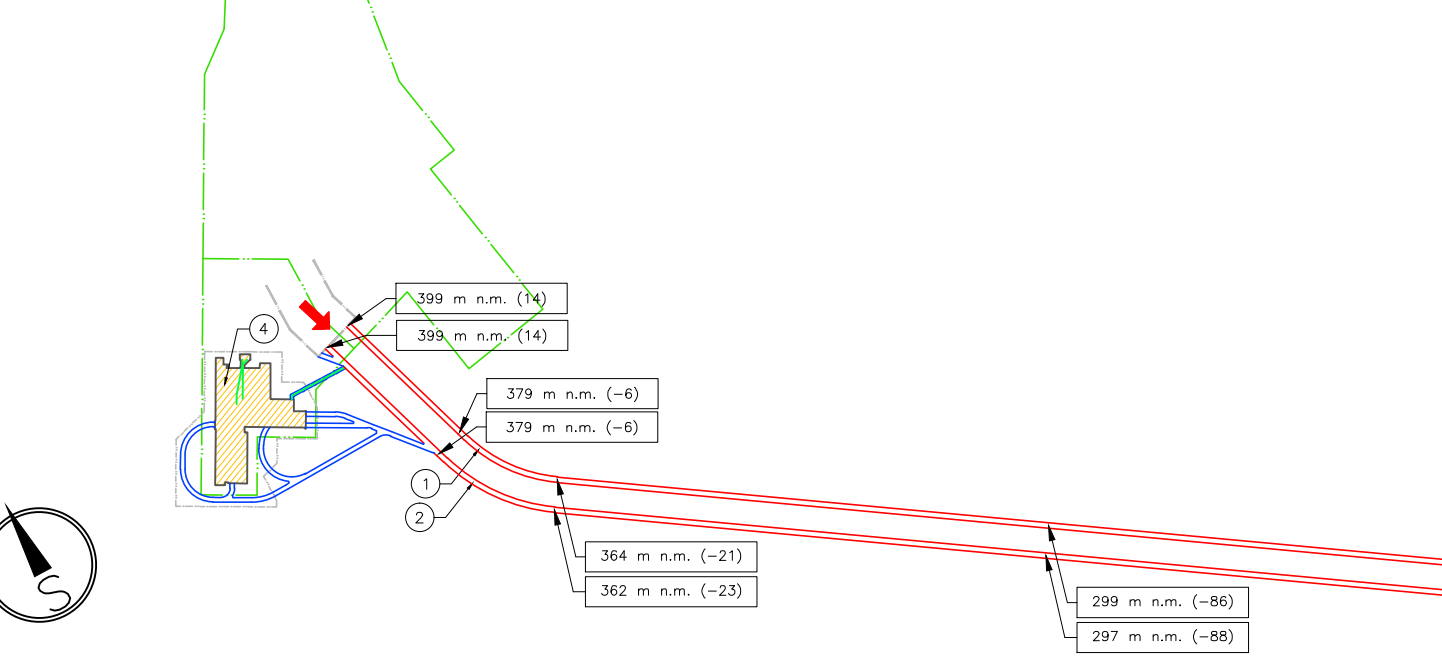 399 m n.m. (14)
399 m n.m. (14)
4
379 m n.m. (-6)
379 m n.m. (-6)
1
2
364 m n.m. (-21)
362 m n.m. (-23)
299 m n.m. (-86)
297 m n.m. (-88)
S